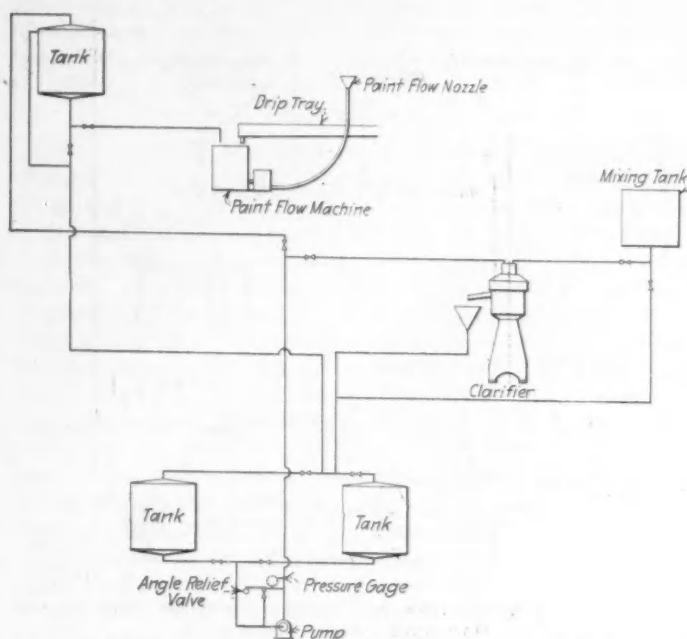 Tank
Paint Flow Nozzle
Drip Tray
Paint Flow Machine
Mixing Tank
Clarifier
Tank
Tank
Angle Relief
Valve
Pressure Gage
Pump